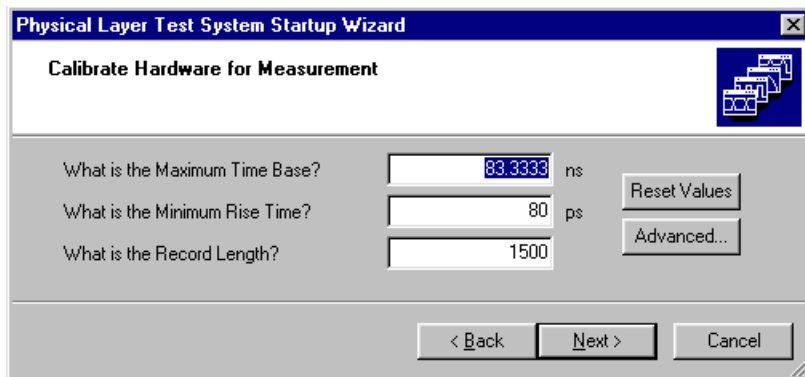 Physical Layer Test System Startup Wizard
Calibrate Hardware for Measurement
What is the Maximum Time Base? 83.3333 ns
What is the Minimum Rise Time? 80 ps
What is the Record Length? 1500
Reset Values
Advanced...
< Back Next > Cancel